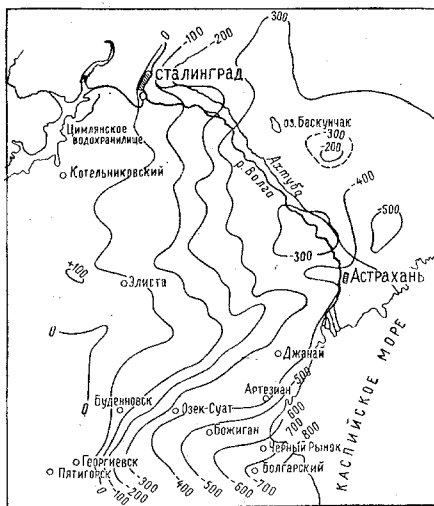 0
-100
-200
300
СТАЛИНГРАД
Цимлянское
водохранилище
оз. Баскунчак
-300
-200
Котельниковский
Ахтуба
р. Волга
-400
-500
-300
+100
Элиста
АСТРАХАНЬ
0
Джанай
КАСПИЙСКОЕ МОРЕ
Артезиан
-500
Буденновск
Озек-Суат
0
600
700
800
Божиган
Черный Рынок
Георгиевск
Пятигорск
Болгарский
0
-100
-200
-300
-400
-500
-600
-700